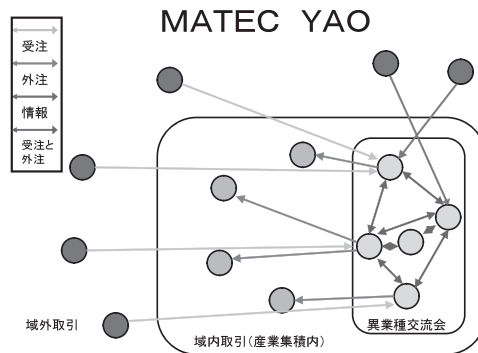 MATEC YAO
受注
外注
情報
受注と
外注
域外取引
域内取引(産業集積内)
異業種交流会